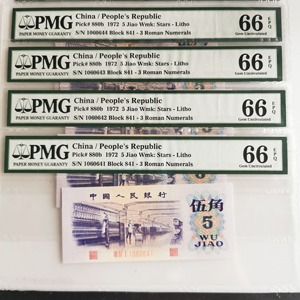 PMG
PAPER MONEY GUARANTY
China / People's Republic
Pick# 880b 1972 5 Jiao Wmk: Stars - Litho
S/N 1060644 Block 841 - 3 Roman Numerals
66 EPQ
Gem Uncirculated
PMG
PAPER MONEY GUARANTY
China / People's Republic
Pick# 880b 1972 5 Jiao Wmk: Stars - Litho
S/N 1060643 Block 841 - 3 Roman Numerals
66 EPQ
Gem Uncirculated
PMG
PAPER MONEY GUARANTY
China / People's Republic
Pick# 880b 1972 5 Jiao Wmk: Stars - Litho
S/N 1060642 Block 841 - 3 Roman Numerals
66 EPQ
Gem Uncirculated
PMG
PAPER MONEY GUARANTY
China / People's Republic
Pick# 880b 1972 5 Jiao Wmk: Stars - Litho
S/N 1060641 Block 841 - 3 Roman Numerals
66 EPQ
Gem Uncirculated
中国人民银行
伍角
5
WU JIAO